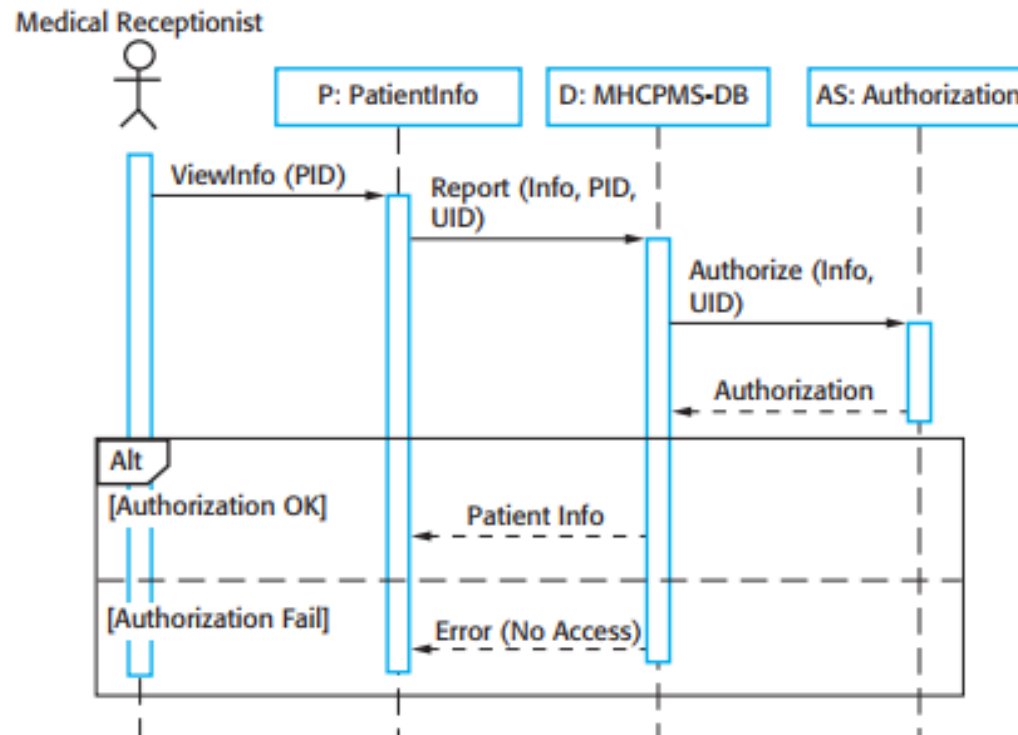 Medical Receptionist
P: PatientInfo
D: MHCPMS-DB
AS: Authorization
ViewInfo (PID)
Report (Info, PID,
UID)
Authorize (Info,
UID)
Authorization
Alt
[Authorization OK]
Patient Info
[Authorization Fail]
Error (No Access)